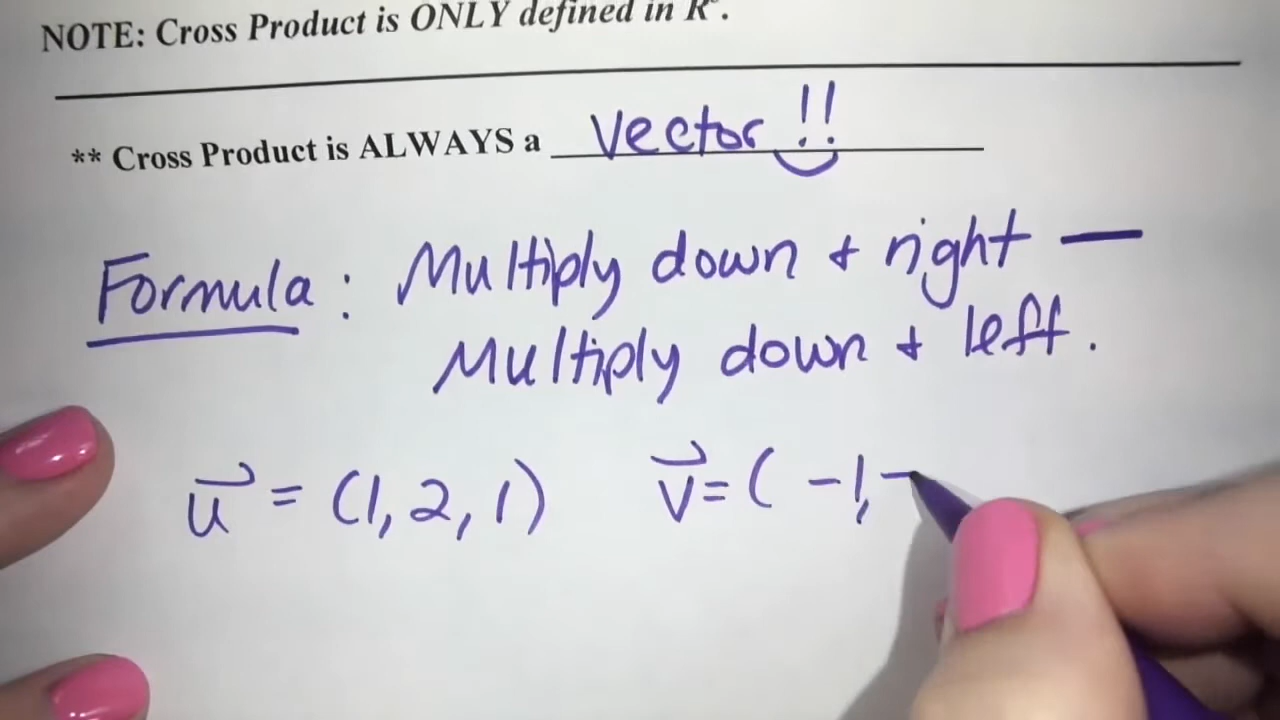 NOTE: Cross Product is ONLY defined in R³.
** Cross Product is ALWAYS a Vector !!
Formula: Multiply down + right —
Multiply down + left.
u = (1, 2, 1) v = ( -1, -